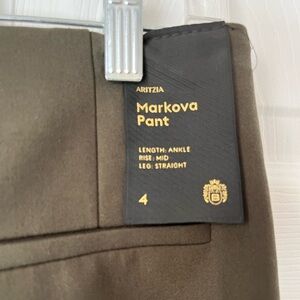 ARITZIA
Markova
Pant
LENGTH: ANKLE
RISE: MID
LEG: STRAIGHT
4